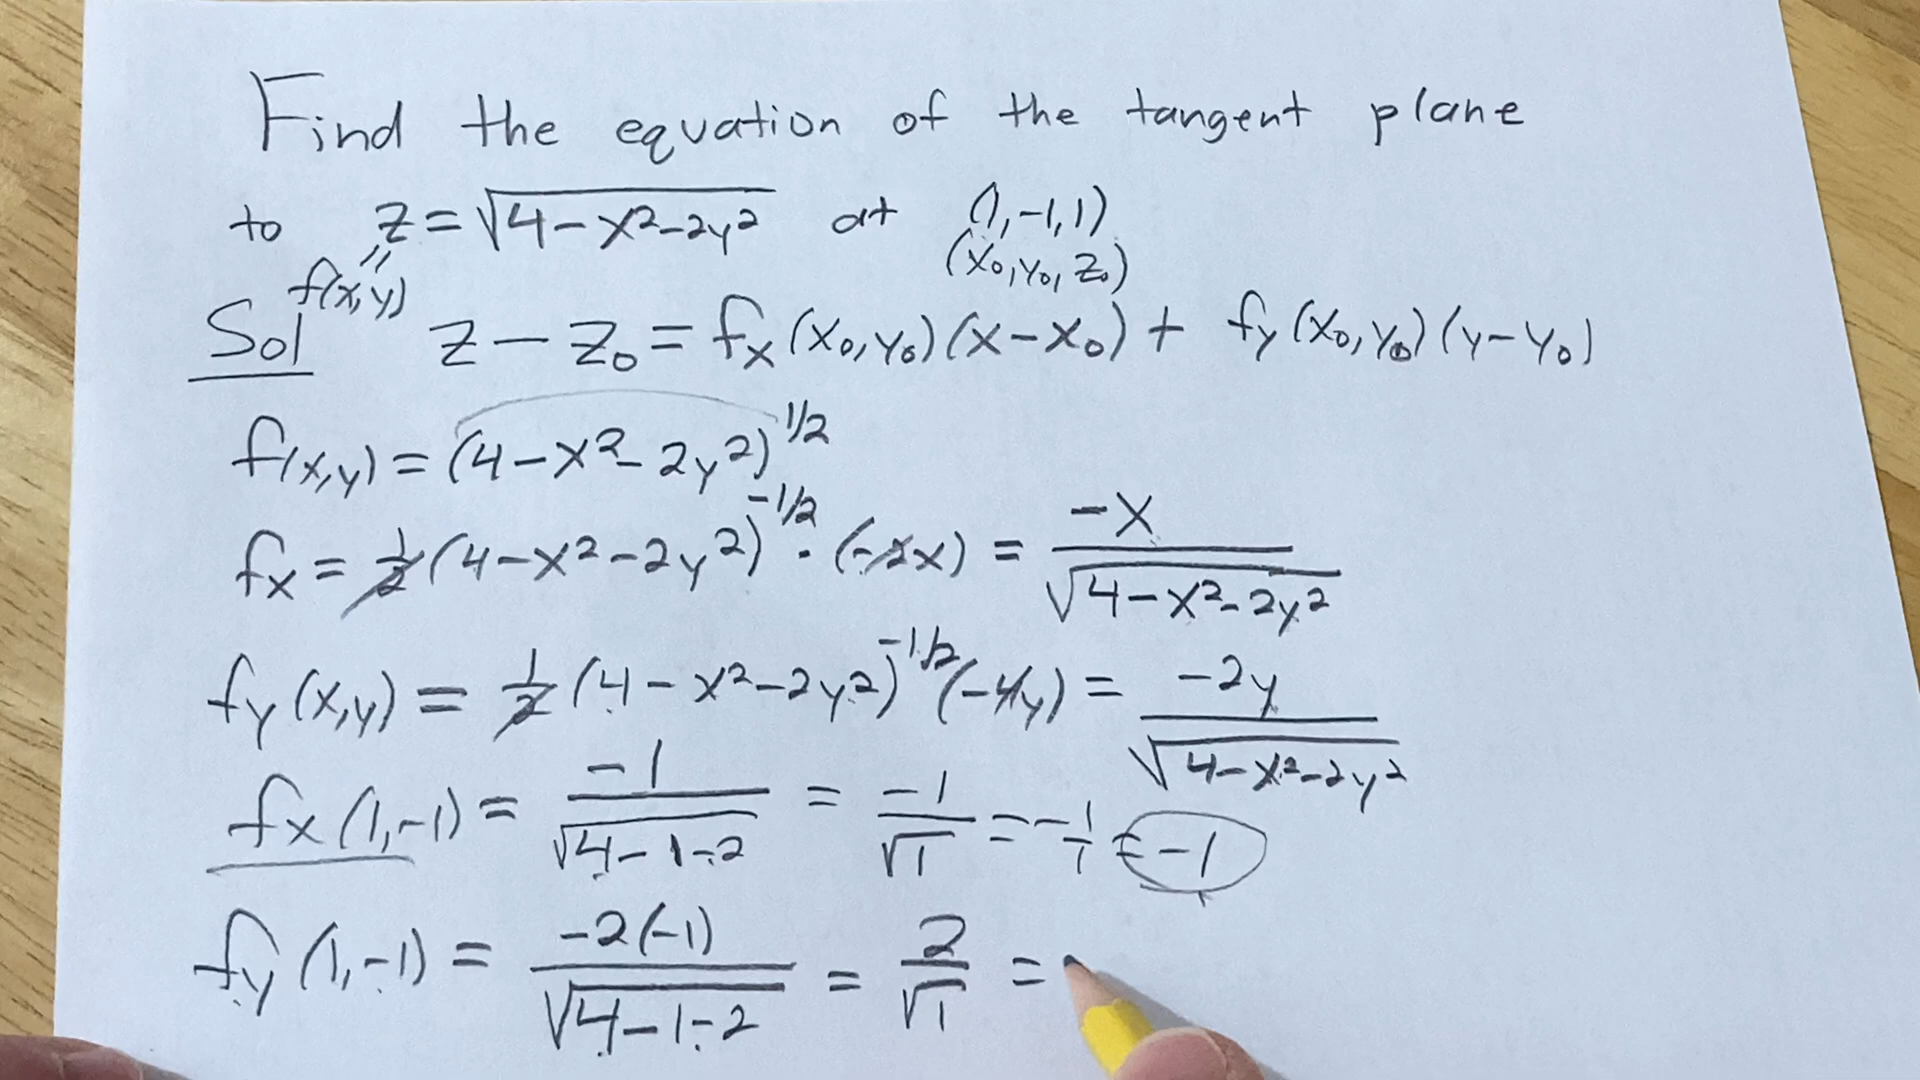 Find the equation of the tangent plane
to z = √(4-x²-2y²) at (1,-1,1)
f(x,y) (x₀,y₀,z₀)
Sol z - z₀ = fx(x₀,y₀)(x-x₀) + fy(x₀,y₀)(y-y₀)
f(x,y) = (4-x²-2y²)^1/2
fx = 1/2(4-x²-2y²)^-1/2 · (-2x) = -x/√(4-x²-2y²)
fy(x,y) = 1/2(4-x²-2y²)^-1/2(-4y) = -2y/√(4-x²-2y²)
fx(1,-1) = -1/√(4-1-2) = -1/√1 = -1/1 = -1
fy(1,-1) = -2(-1)/√(4-1-2) = 2/√1 =